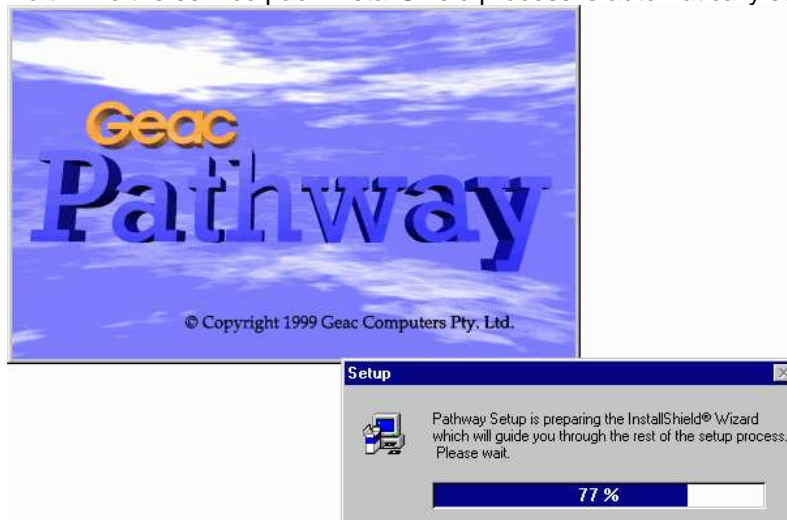 Geac
Pathway
© Copyright 1999 Geac Computers Pty. Ltd.
Setup
Pathway Setup is preparing the InstallShield® Wizard
which will guide you through the rest of the setup process.
Please wait.
77 %